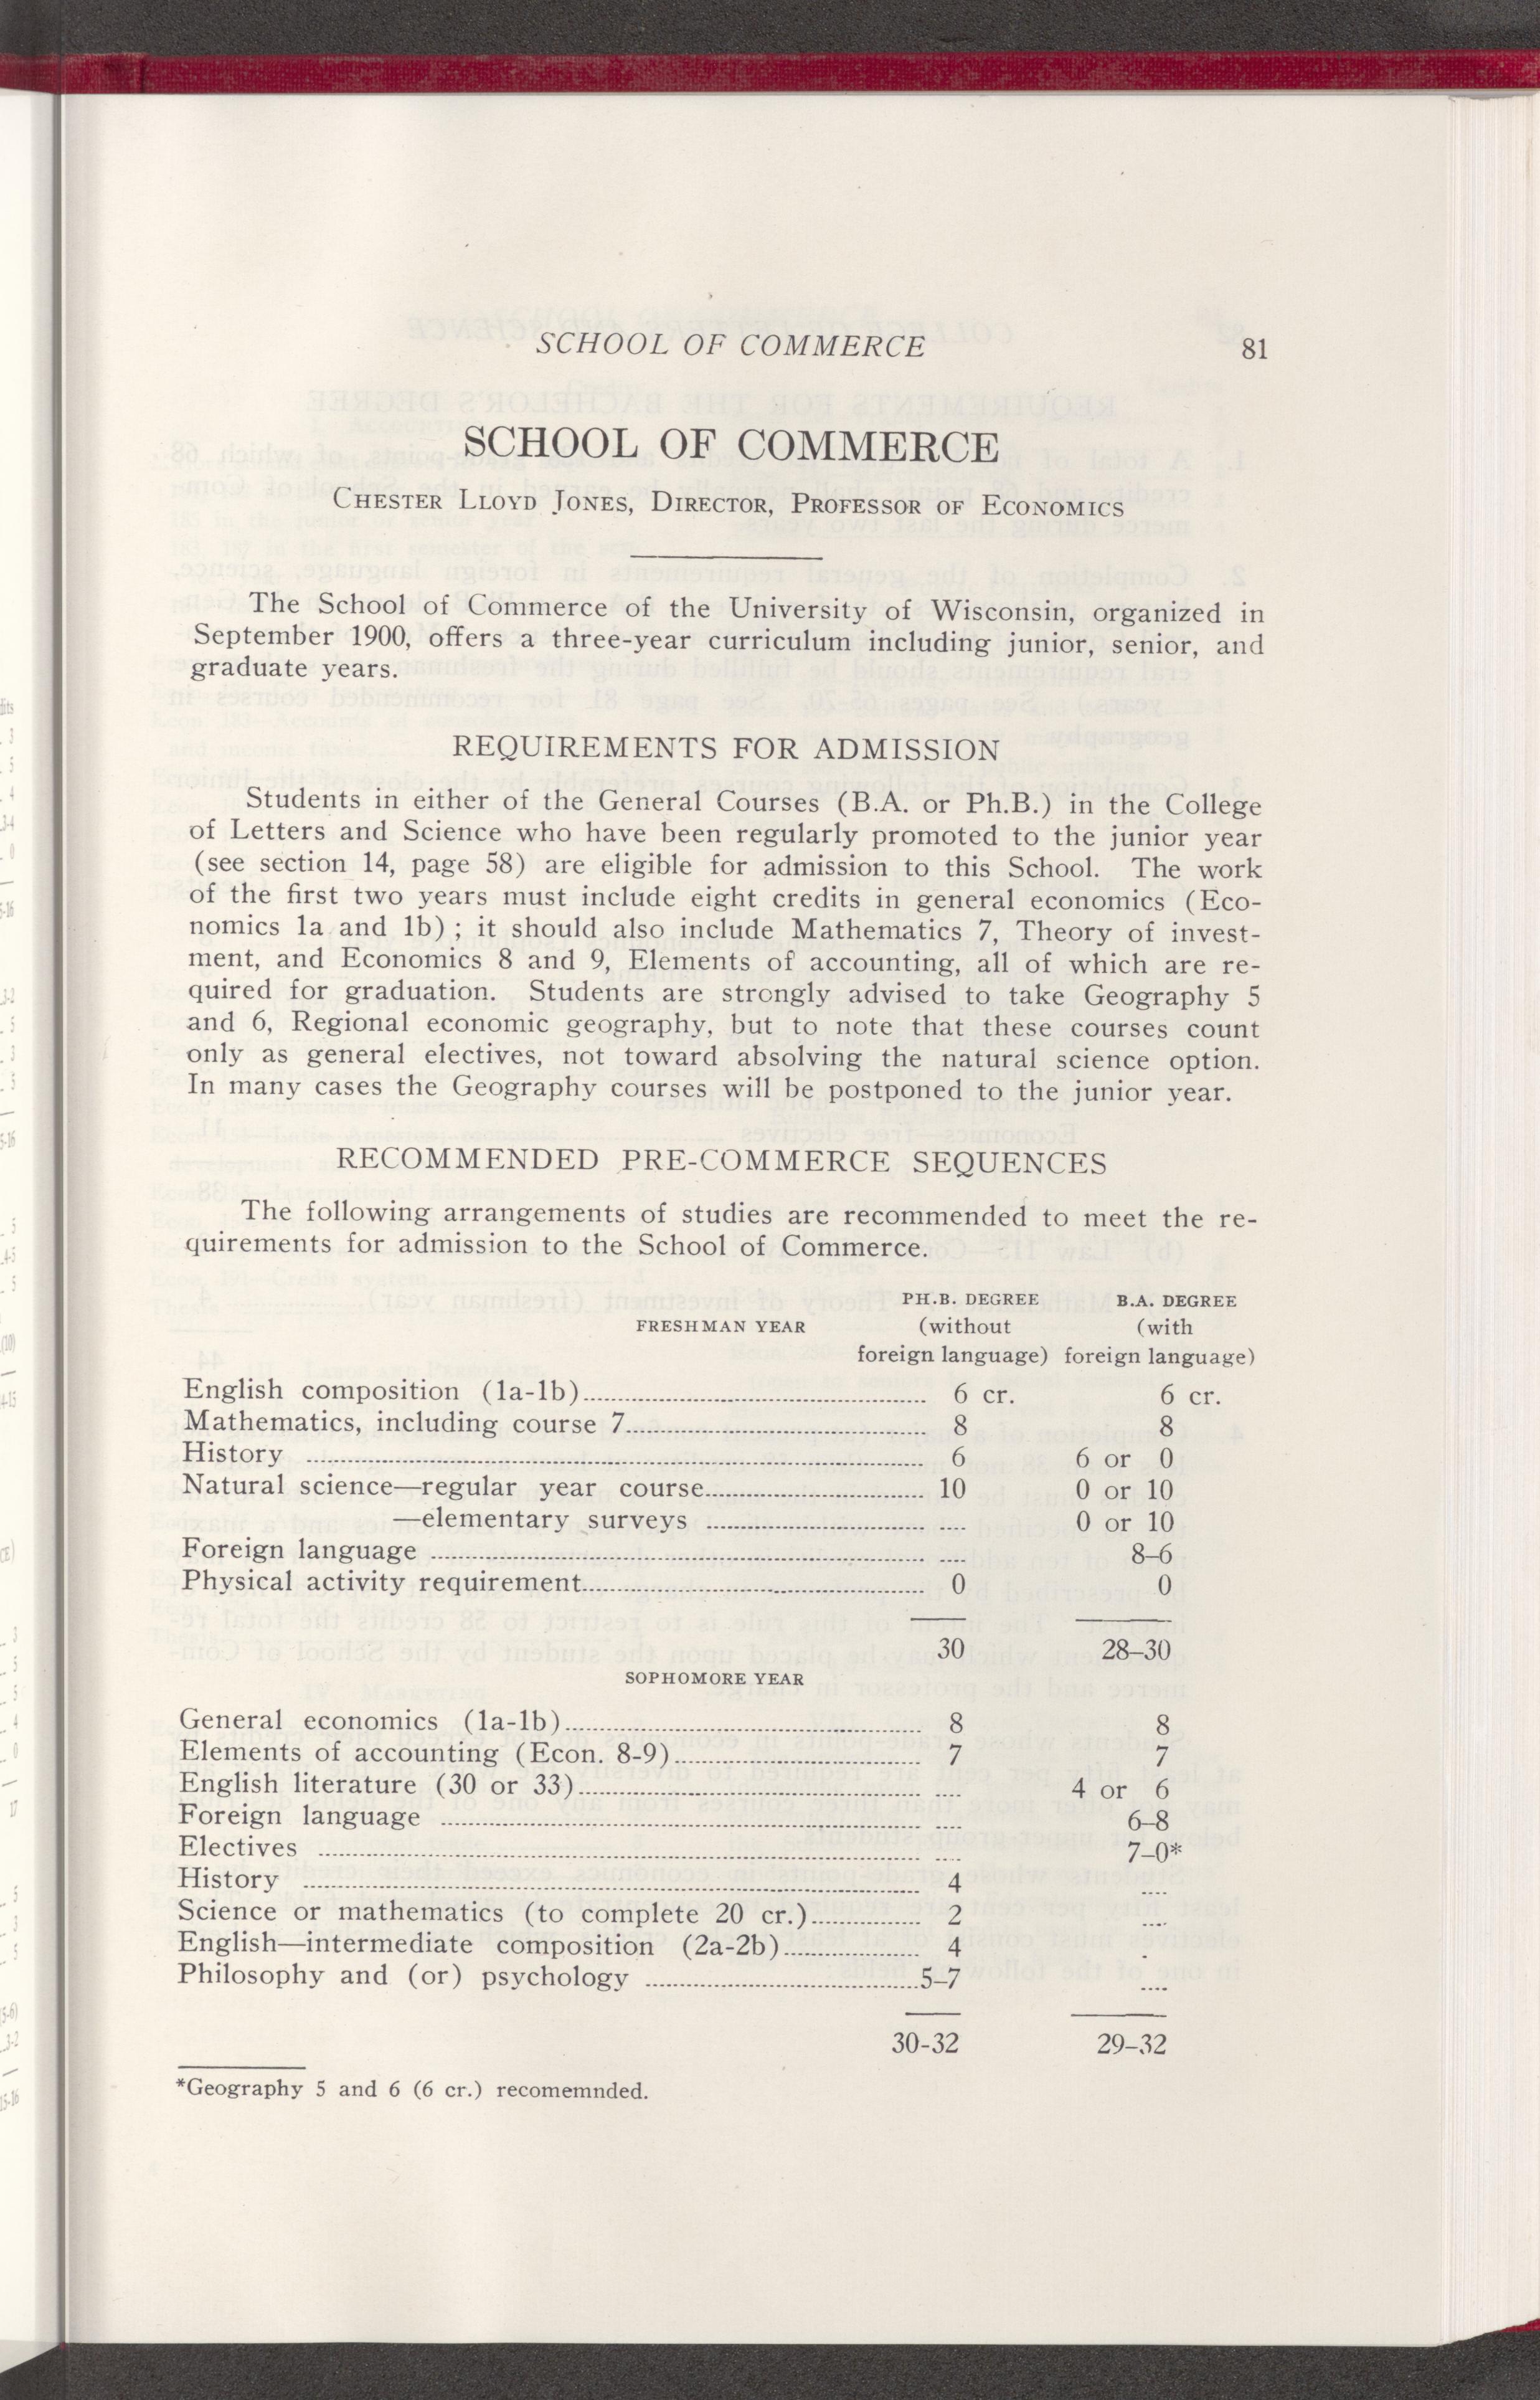 SCHOOL OF COMMERCE 81
SCHOOL OF COMMERCE
CHESTER LLOYD JONES, DIRECTOR, PROFESSOR OF ECONOMICS
The School of Commerce of the University of Wisconsin, organized in
September 1900, offers a three-year curriculum including junior, senior, and
graduate years.
REQUIREMENTS FOR ADMISSION
Students in either of the General Courses (B.A. or Ph.B.) in the College
of Letters and Science who have been regularly promoted to the junior year
(see section 14, page 58) are eligible for admission to this School. The work
of the first two years must include eight credits in general economics (Eco-
nomics 1a and 1b) ; it should also include Mathematics 7, Theory of invest-
ment, and Economics 8 and 9, Elements of accounting, all of which are re-
quired for graduation. Students are strongly advised to take Geography 5
and 6, Regional economic geography, but to note that these courses count
only as general electives, not toward absolving the natural science option.
In many cases the Geography courses will be postponed to the junior year.
RECOMMENDED PRE-COMMERCE SEQUENCES
The following arrangements of studies are recommended to meet the re-
quirements for admission to the School of Commerce.
PH.B. DEGREE B.A. DEGREE
FRESHMAN YEAR (without (with
foreign language) foreign language)
English composition (1a-1b) 6 cr. 6 cr.
Mathematics, including course 7 8 8
History 6 6 or 0
Natural science—regular year course 10 0 or 10
—elementary surveys .... 0 or 10
Foreign language .... 8–6
Physical activity requirement 0 0
30 28–30
SOPHOMORE YEAR
General economics (1a-1b) 8 8
Elements of accounting (Econ. 8-9) 7 7
English literature (30 or 33) .... 4 or 6
Foreign language .... 6–8
Electives .... 7–0*
History 4 ....
Science or mathematics (to complete 20 cr.) 2 ....
English—intermediate composition (2a-2b) 4 .
Philosophy and (or) psychology 5–7 ....
30-32 29–32
*Geography 5 and 6 (6 cr.) recomemnded.